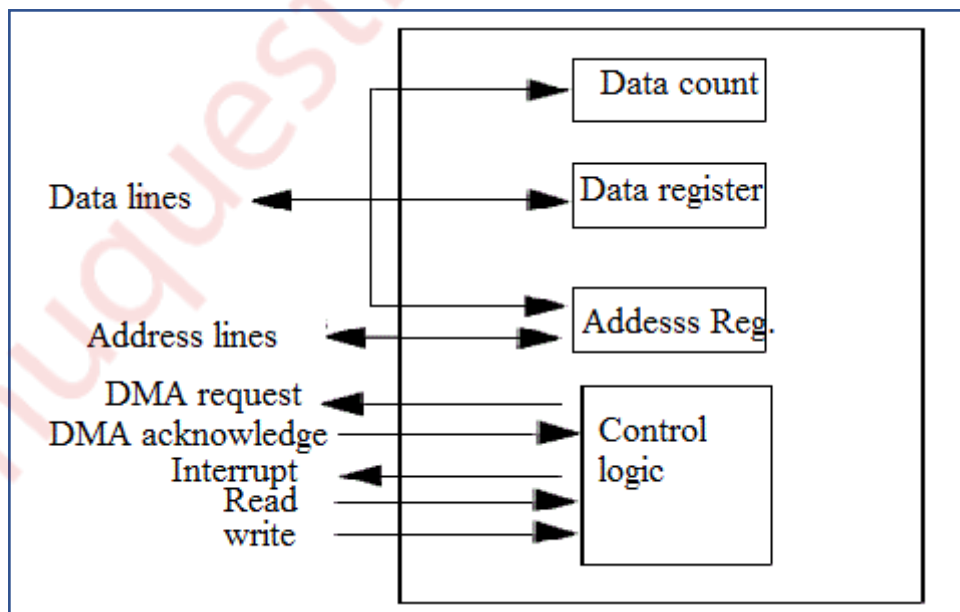 Data count
Data lines
Data register
Addesss Reg.
Address lines
DMA request
DMA acknowledge
Control
logic
Interrupt
Read
write